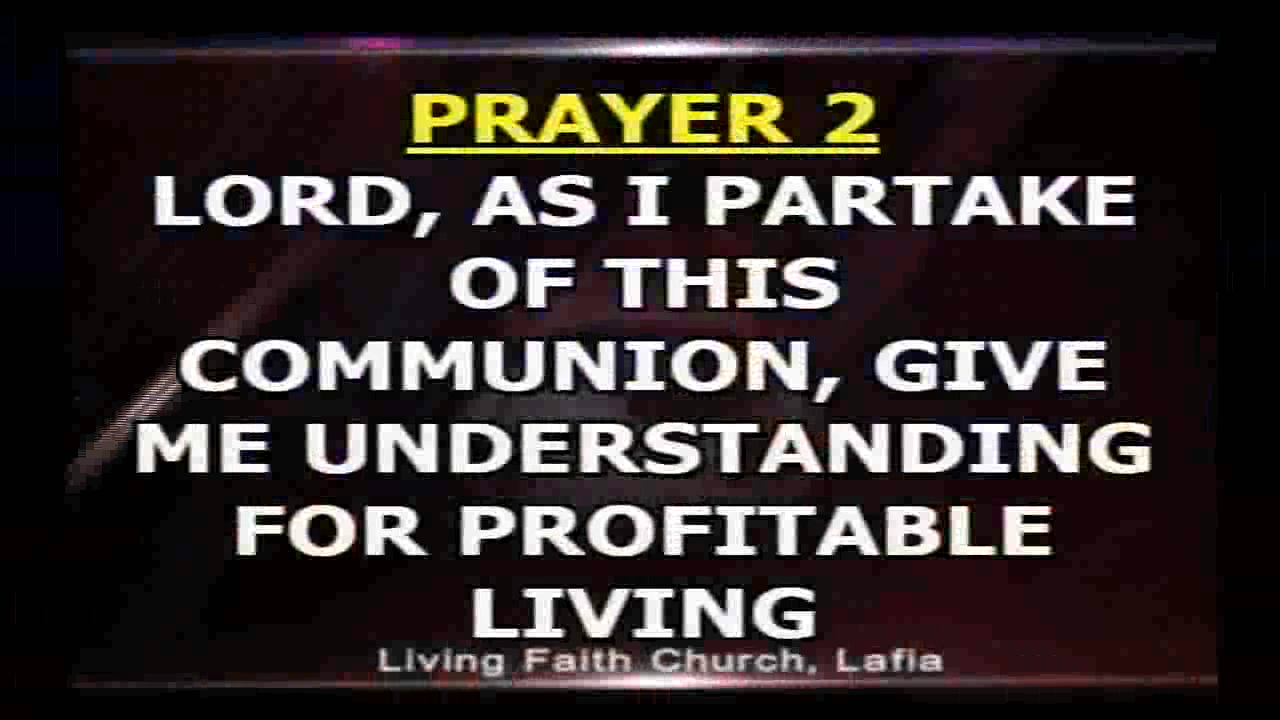 PRAYER 2
LORD, AS I PARTAKE
OF THIS
COMMUNION, GIVE
ME UNDERSTANDING
FOR PROFITABLE
LIVING
Living Faith Church, Lafia